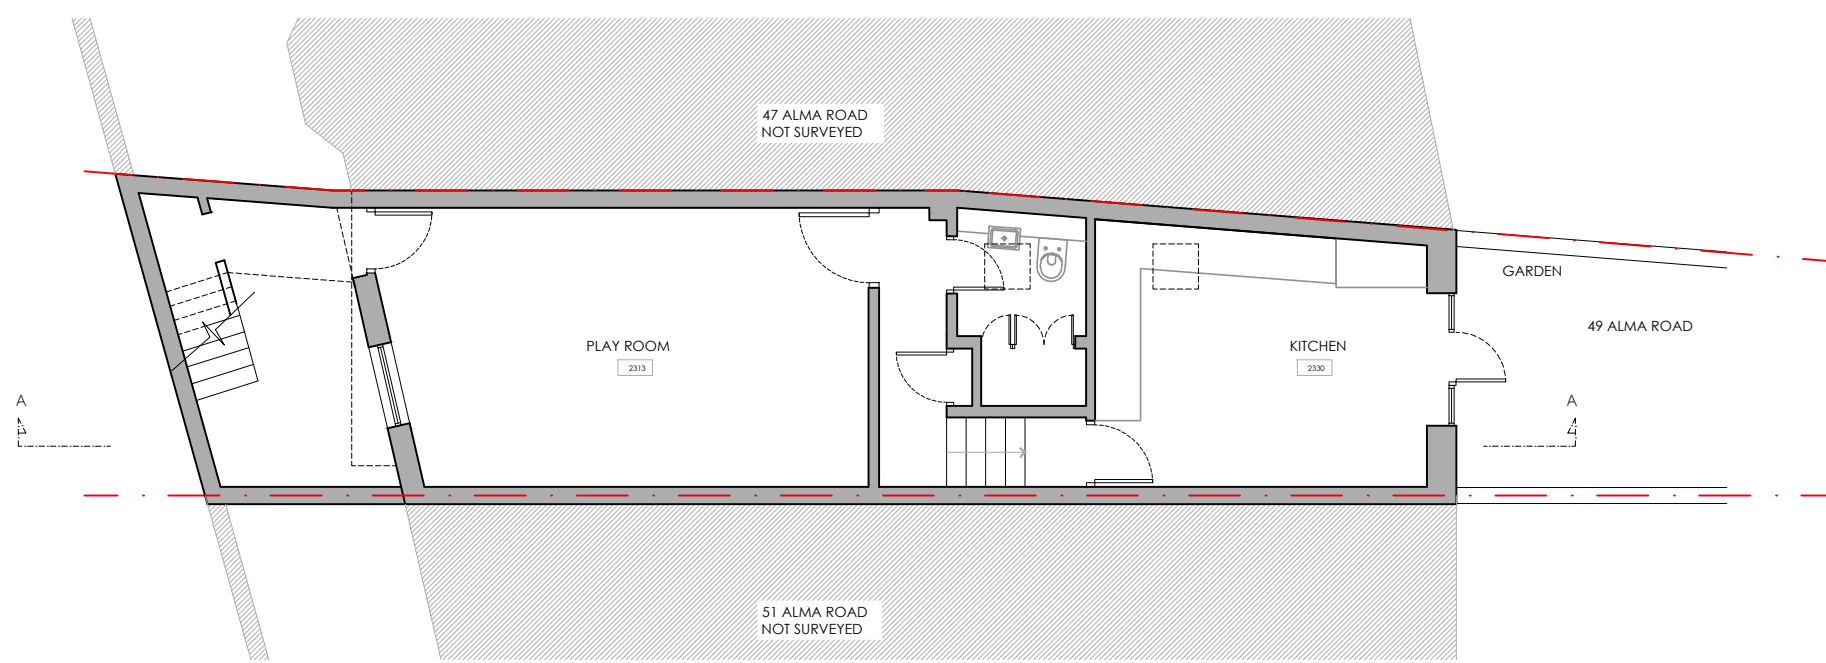 47 ALMA ROAD
NOT SURVEYED
GARDEN
49 ALMA ROAD
PLAY ROOM
2313
KITCHEN
2330
A
A
51 ALMA ROAD
NOT SURVEYED